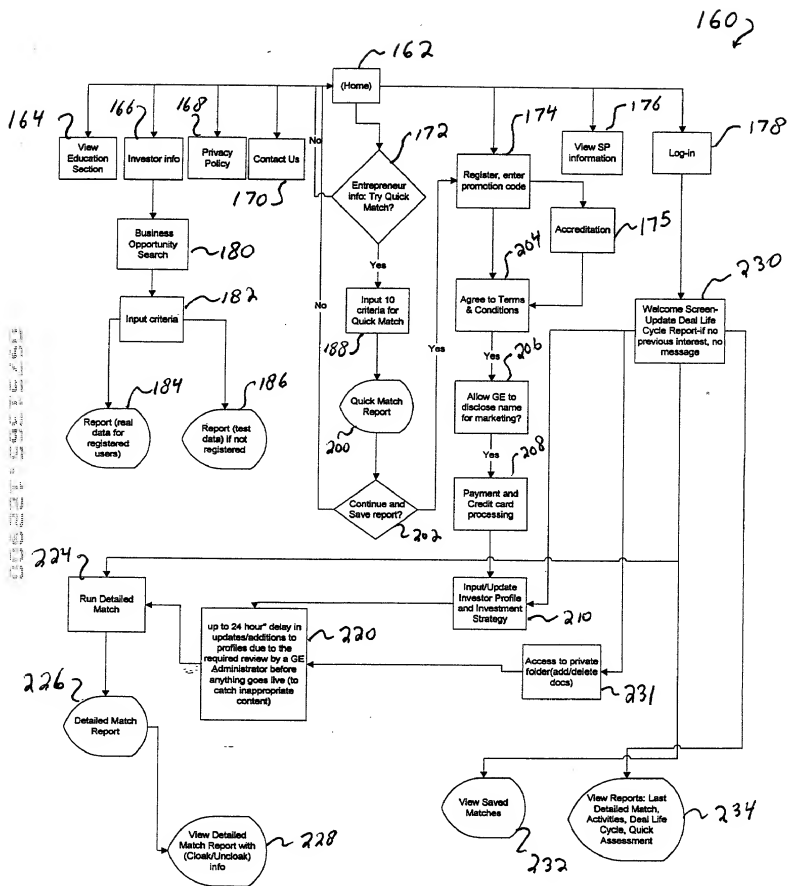 160
162
(Home)
164
166
168
170
172
174
176
178
View
Education
Section
Investor info
Privacy
Policy
Contact Us
No
Entrepreneur
info: Try Quick
Match?
Register, enter
promotion code
View SP
information
Log-in
Accreditation
175
Business
Opportunity
Search
180
Yes
204
Input criteria
182
No
Input 10
criteria for
Quick Match
188
Yes
Agree to Terms
& Conditions
230
Welcome Screen-
Update Deal Life
Cycle Report-if no
previous interest, no
message
Yes
206
184
186
Report (real
data for
registered
users)
Report (test
data) if not
registered
Quick Match
Report
200
Allow GE to
disclose name
for marketing?
Yes
208
Continue and
Save report?
202
Payment and
Credit card
processing
224
Run Detailed
Match
up to 24 hour* delay in
updates/additions to
profiles due to the
required review by a GE
Administrator before
anything goes live (to
catch inappropriate
content)
220
Input/Update
Investor Profile
and Investment
Strategy
210
Access to private
folder(add/delete
docs)
231
226
Detailed Match
Report
View Detailed
Match Report with
(Cloak/Uncloak)
info
228
View Saved
Matches
232
View Reports: Last
Detailed Match,
Activities, Deal Life
Cycle, Quick
Assessment
234